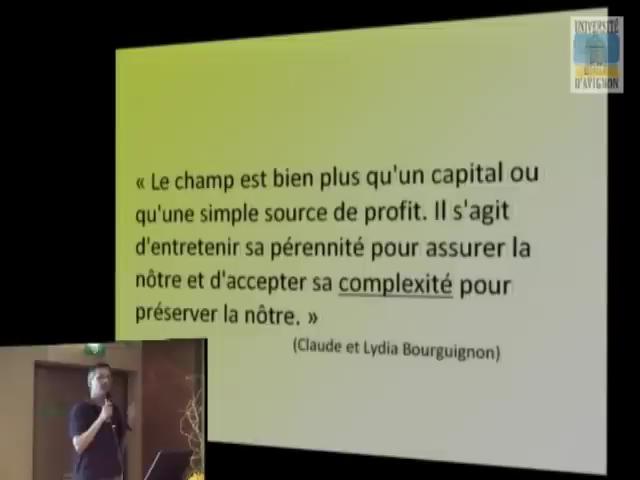 UNIVERSITÉ
D'AVIGNON
« Le champ est bien plus qu'un capital ou
qu'une simple source de profit. Il s'agit
d'entretenir sa pérennité pour assurer la
nôtre et d'accepter sa complexité pour
préserver la nôtre. »
(Claude et Lydia Bourguignon)